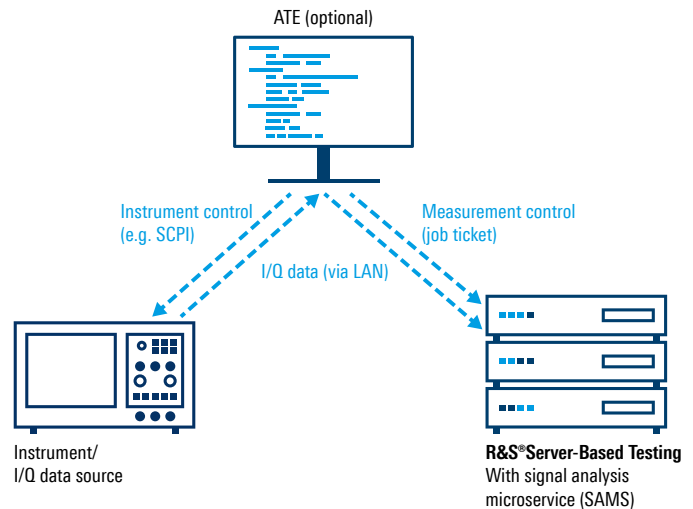 ATE (optional)
Instrument control
(e.g. SCPI)
Measurement control
(job ticket)
I/Q data (via LAN)
Instrument/
I/Q data source
R&S®Server-Based Testing
With signal analysis
microservice (SAMS)